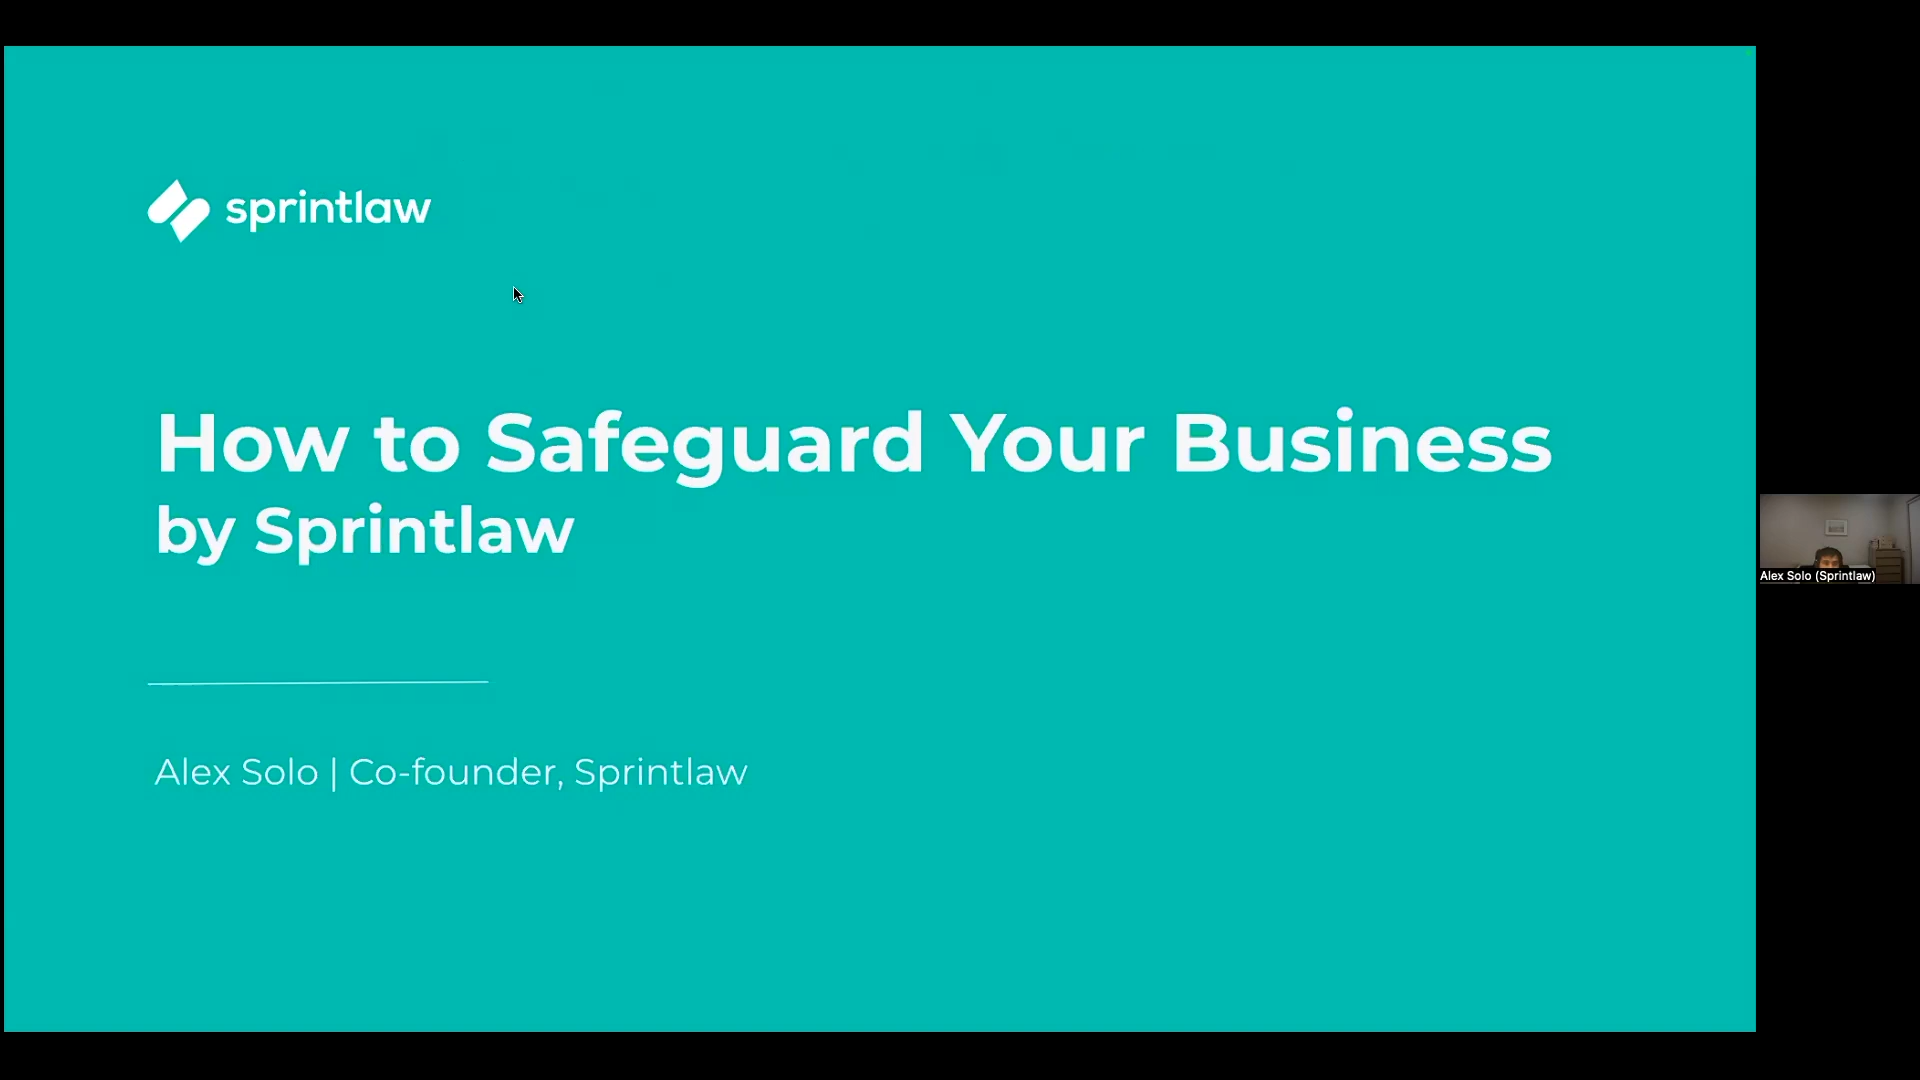 sprintlaw
How to Safeguard Your Business
by Sprintlaw
Alex Solo | Co-founder, Sprintlaw
Alex Solo (Sprintlaw)